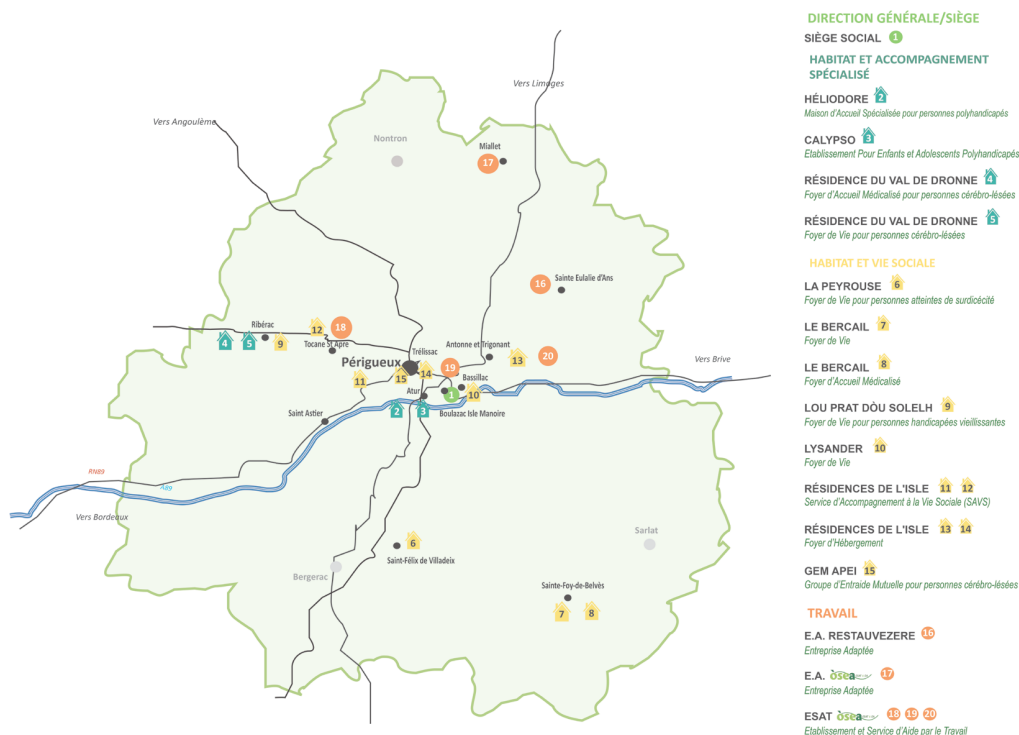 Vers Limoges
Vers Angoulème
Nontron
Miallet
17
16
Sainte Eulalie d'Ans
Ribérac
12
18
4
5
9
Tocane St Apre
Antonne et Trigonant
Trélissac
20
13
Périgueux
19
Vers Brive
11
15
14
Bassillac
Atur
1
10
2
3
Boulazac Isle Manoire
Saint Astier
RN89
A89
Vers Bordeaux
6
Saint-Félix de Villadeix
Sarlat
Bergerac
Sainte-Foy-de-Belvès
7
8
DIRECTION GÉNÉRALE/SIÈGE
SIÈGE SOCIAL 1
HABITAT ET ACCOMPAGNEMENT
SPÉCIALISÉ
HÉLIODORE 2
Maison d'Accueil Spécialisée pour personnes polyhandicapés
CALYPSO 3
Etablissement Pour Enfants et Adolescents Polyhandicapés
RÉSIDENCE DU VAL DE DRONNE 4
Foyer d'Accueil Médicalisé pour personnes cérébro-lésées
RÉSIDENCE DU VAL DE DRONNE 5
Foyer de Vie pour personnes cérébro-lésées
HABITAT ET VIE SOCIALE
LA PEYROUSE 6
Foyer de Vie pour personnes atteintes de surdicécité
LE BERCAIL 7
Foyer de Vie
LE BERCAIL 8
Foyer d'Accueil Médicalisé
LOU PRAT DÒU SOLELH 9
Foyer de Vie pour personnes handicapées vieillissantes
LYSANDER 10
Foyer de Vie
RÉSIDENCES DE L'ISLE 11 12
Service d'Accompagnement à la Vie Sociale (SAVS)
RÉSIDENCES DE L'ISLE 13 14
Foyer d'Hébergement
GEM APEI 15
Groupe d'Entraide Mutuelle pour personnes cérébro-lésées
TRAVAIL
E.A. RESTAUVEZERE 16
Entreprise Adaptée
E.A. òsea 17
Entreprise Adaptée
ESAT òsea 18 19 20
Etablissement et Service d'Aide par le Travail